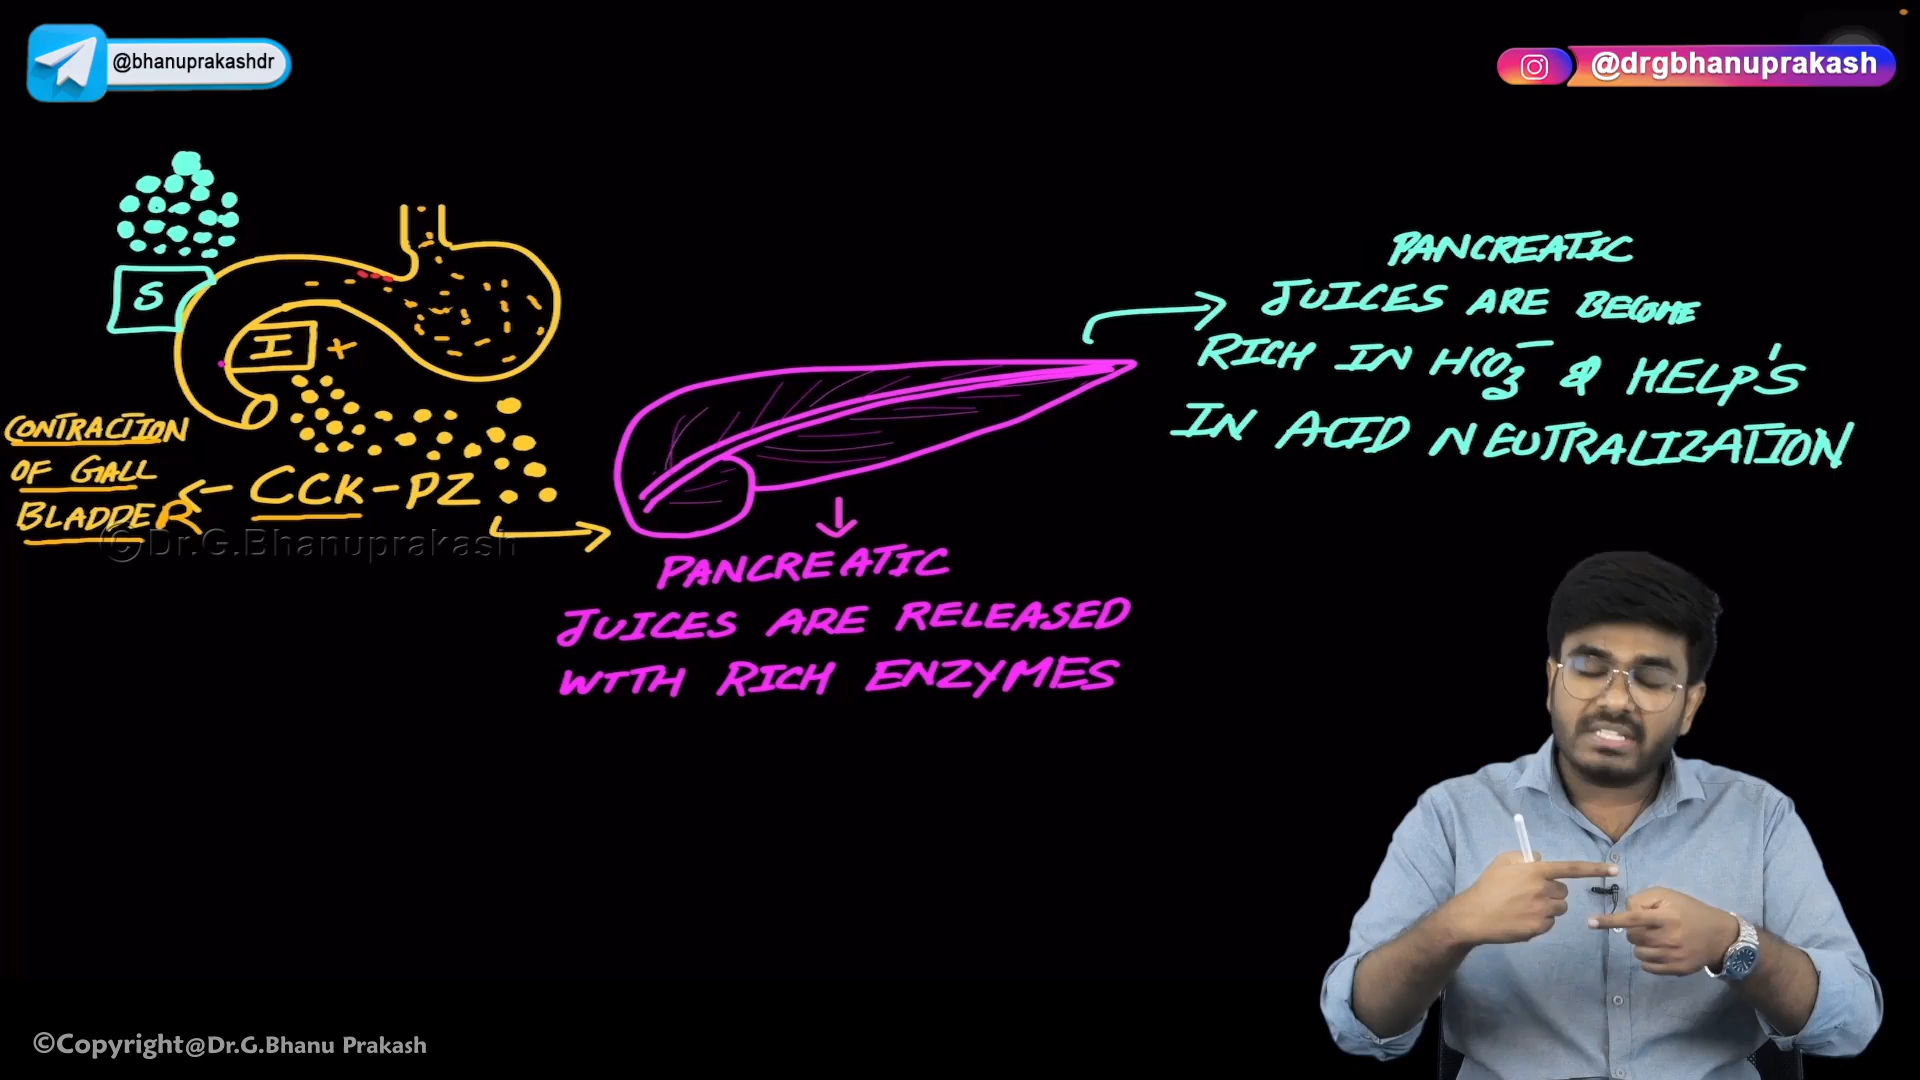 @bhanuprakashdr
@drgbhanuprakash
S
I +
CONTRACTION
OF GALL
BLADDER
CCK-PZ
©Dr.G.Bhanuprakash
PANCREATIC
JUICES ARE RELEASED
WITH RICH ENZYMES
PANCREATIC
JUICES ARE BECOME
RICH IN HCO₃⁻ & HELP'S
IN ACID NEUTRALIZATION
©Copyright@Dr.G.Bhanu Prakash